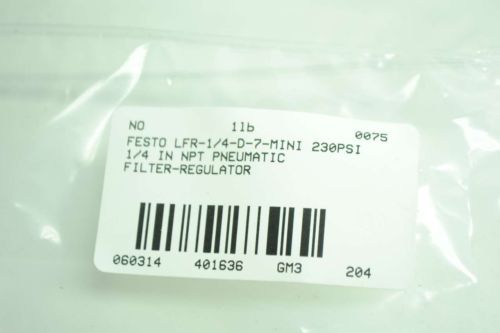 NO 1lb 0075
FESTO LFR-1/4-D-7-MINI 230PSI
1/4 IN NPT PNEUMATIC
FILTER-REGULATOR
060314 401636 GM3 204